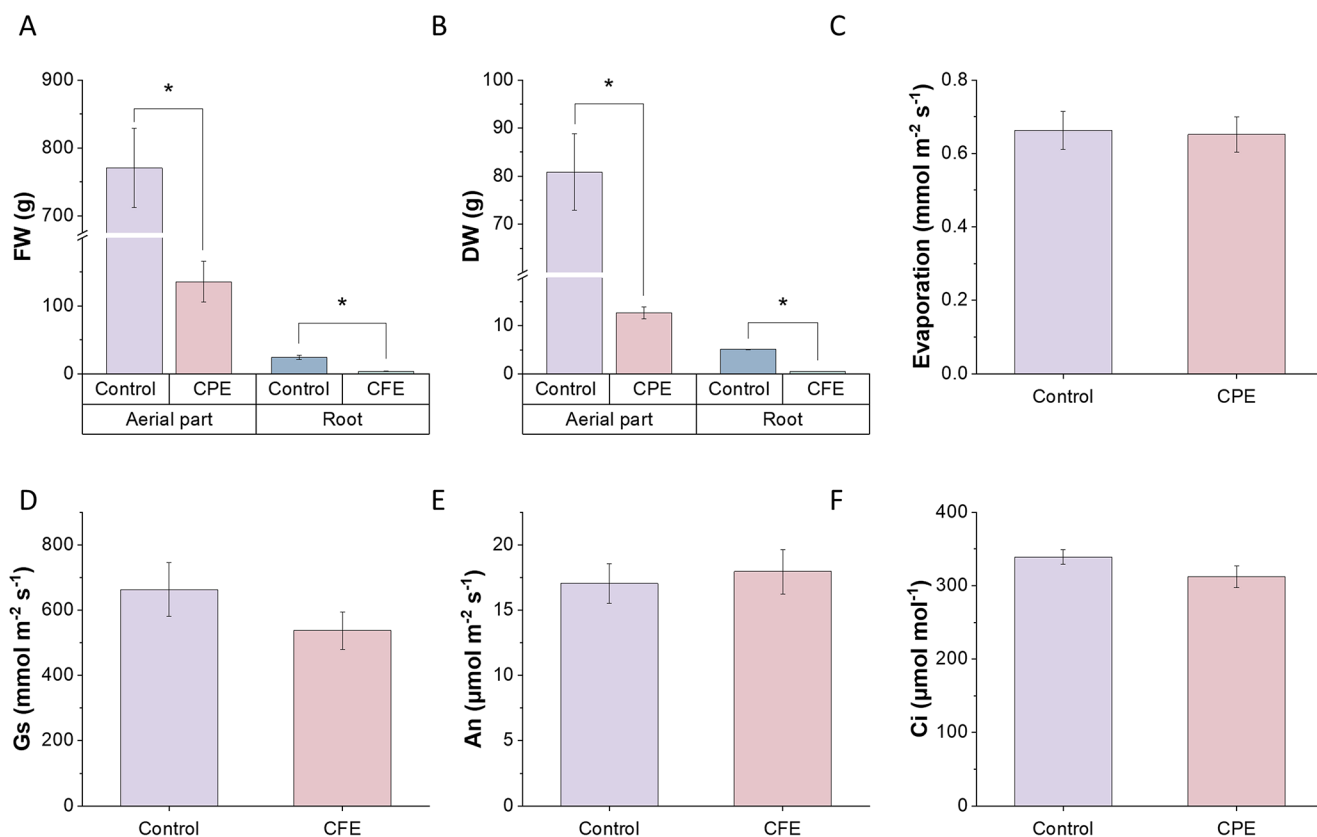 A
B
C
FW (g)
900
800
700
100
0
*
*
Control
CPE
Control
CFE
Aerial part
Root
DW (g)
100
90
80
70
10
0
*
*
Control
CPE
Control
CFE
Aerial part
Root
Evaporation (mmol m⁻² s⁻¹)
0.8
0.6
0.4
0.2
0.0
Control
CPE
D
E
F
Gs (mmol m⁻² s⁻¹)
800
600
400
200
0
Control
CFE
An (μmol m⁻² s⁻¹)
20
15
10
5
0
Control
CFE
Ci (μmol mol⁻¹)
400
300
200
100
0
Control
CPE